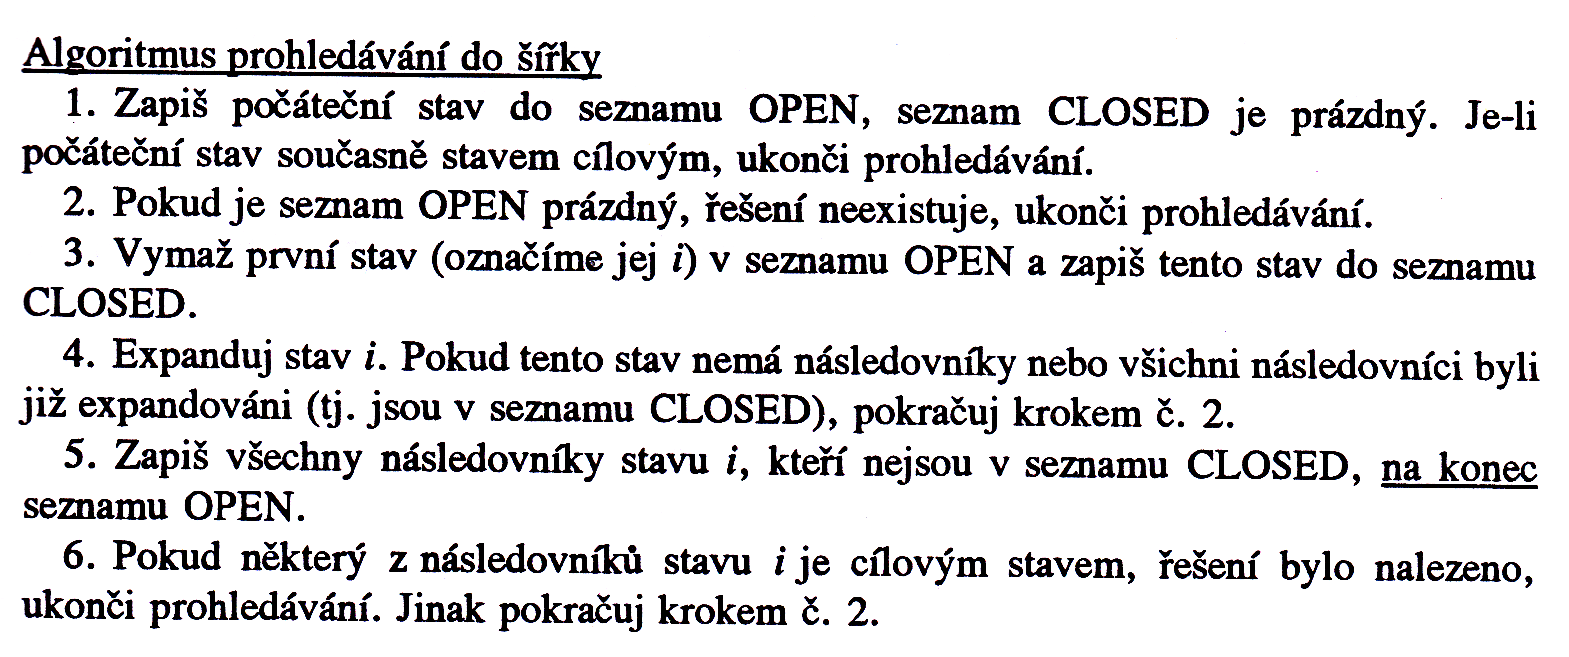 Algoritmus prohledávání do šířky
1. Zapiš počáteční stav do seznamu OPEN, seznam CLOSED je prázdný. Je-li
počáteční stav současně stavem cílovým, ukonči prohledávání.
2. Pokud je seznam OPEN prázdný, řešení neexistuje, ukonči prohledávání.
3. Vymaž první stav (označíme jej i) v seznamu OPEN a zapiš tento stav do seznamu
CLOSED.
4. Expanduj stav i. Pokud tento stav nemá následovníky nebo všichni následovníci byli
již expandováni (tj. jsou v seznamu CLOSED), pokračuj krokem č. 2.
5. Zapiš všechny následovníky stavu i, kteří nejsou v seznamu CLOSED, na konec
seznamu OPEN.
6. Pokud některý z následovníků stavu i je cílovým stavem, řešení bylo nalezeno,
ukonči prohledávání. Jinak pokračuj krokem č. 2.